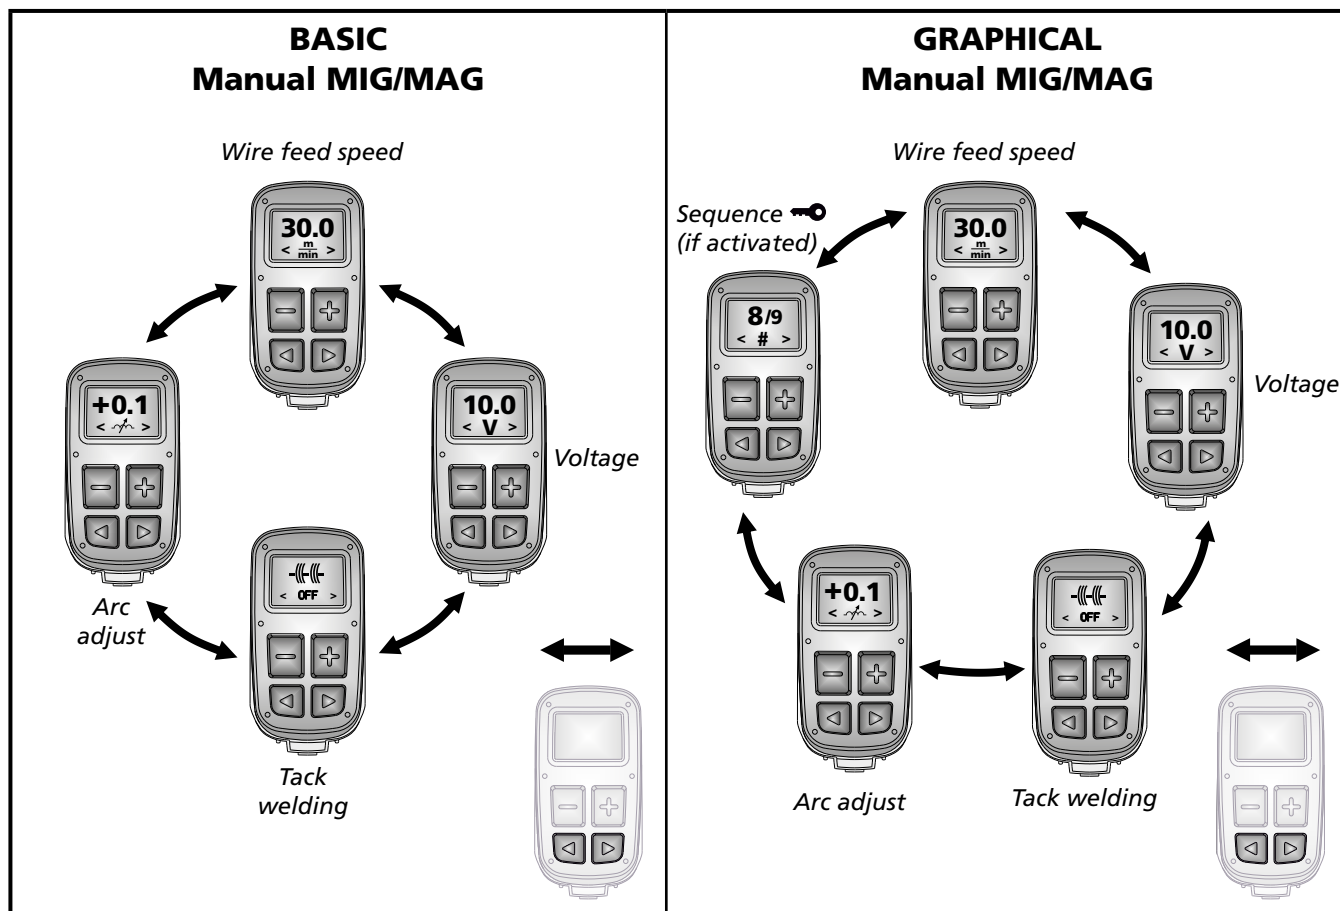 BASIC
Manual MIG/MAG
Wire feed speed
30.0
< m/min >
+0.1
< >
10.0
< V >
Voltage
Arc
adjust
OFF
< >
Tack
welding
GRAPHICAL
Manual MIG/MAG
Wire feed speed
Sequence
(if activated)
30.0
< m/min >
8/9
< # >
10.0
< V >
Voltage
+0.1
< >
< OFF >
Arc adjust
Tack welding